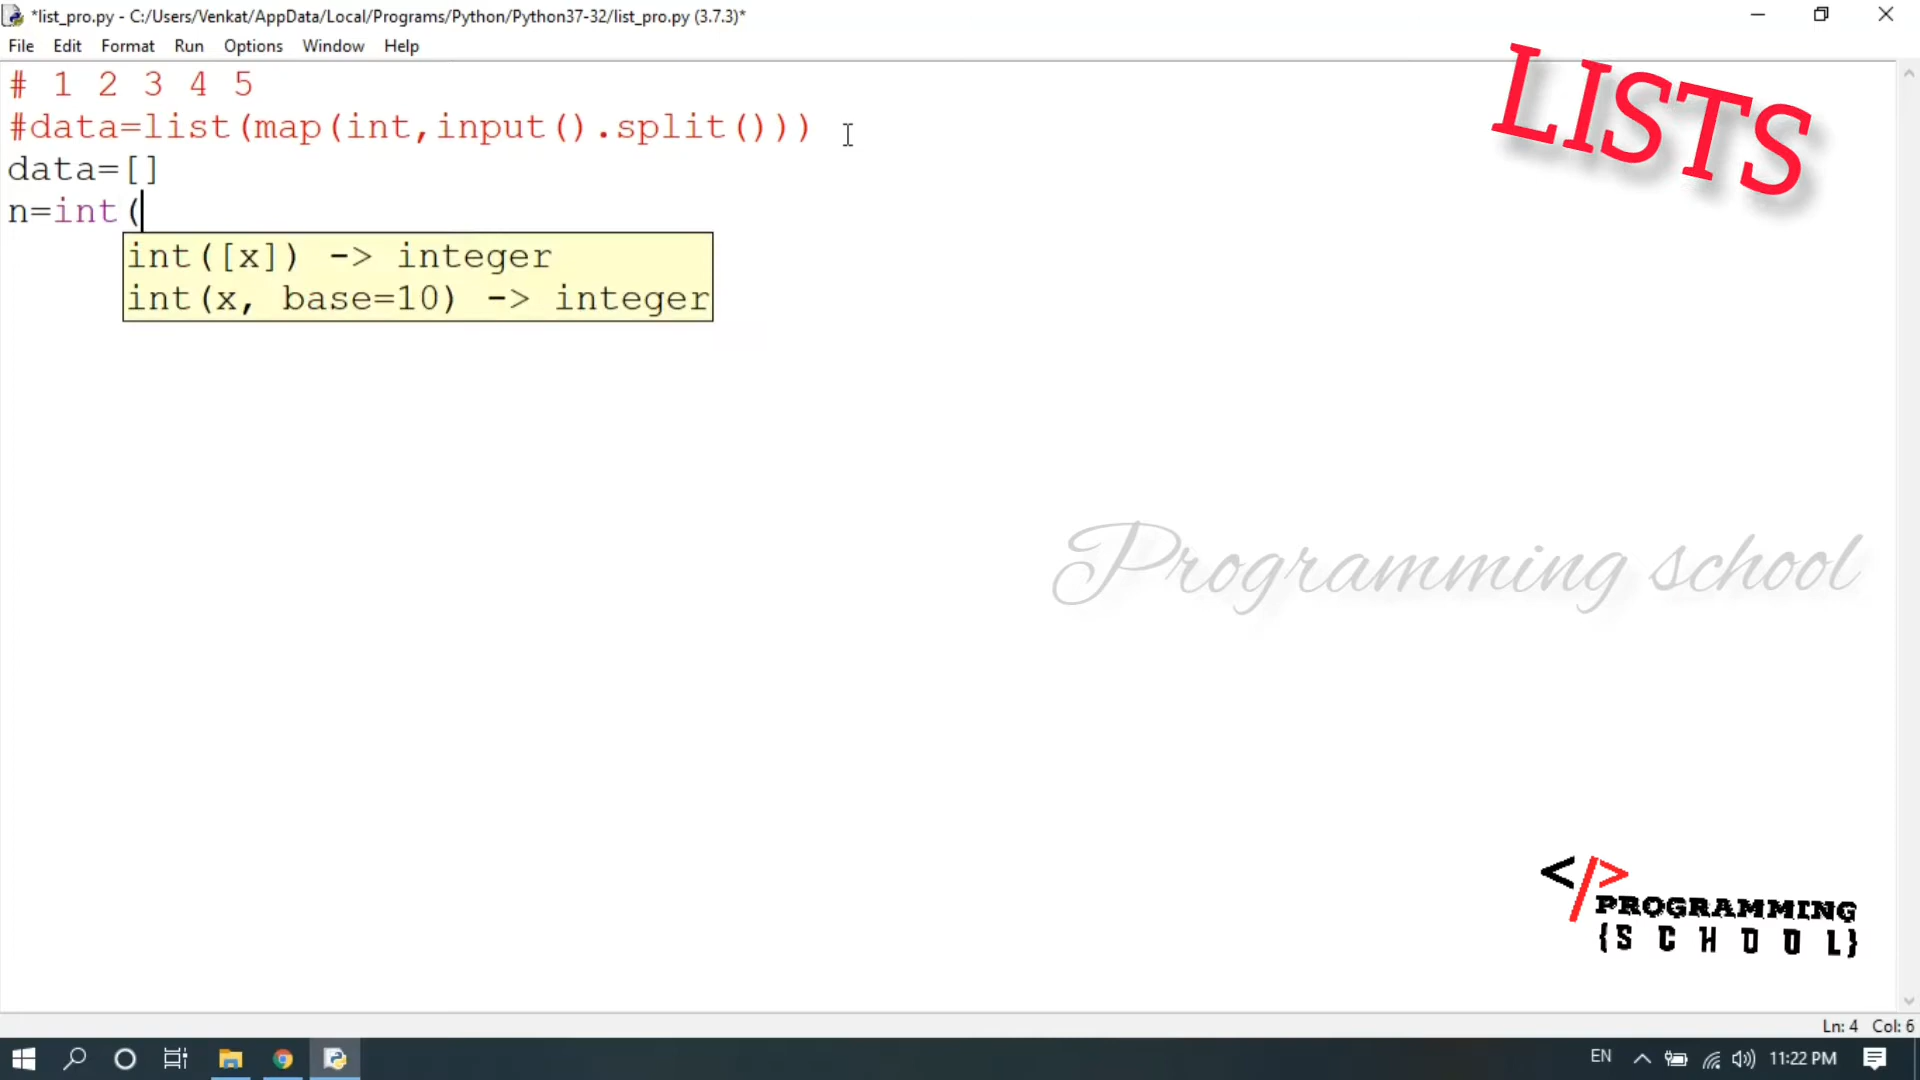 *list_pro.py - C:/Users/Venkat/AppData/Local/Programs/Python/Python37-32/list_pro.py (3.7.3)*
File Edit Format Run Options Window Help
# 1 2 3 4 5
#data=list(map(int,input().split()))
data=[]
n=int(
int([x]) -> integer
int(x, base=10) -> integer
LISTS
Programming school
</>
PROGRAMMING
{SCHOOL}
Ln: 4 Col: 6
EN 11:22 PM